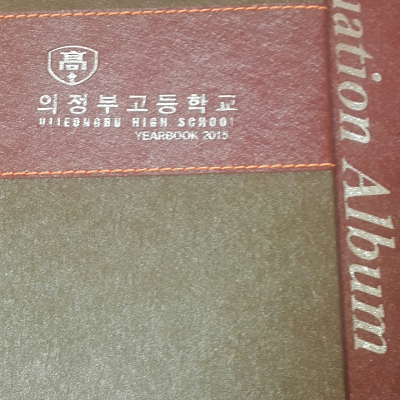 高
의정부고등학교
UIJEONGBU HIGH SCHOOL
YEARBOOK 2015
uation Album